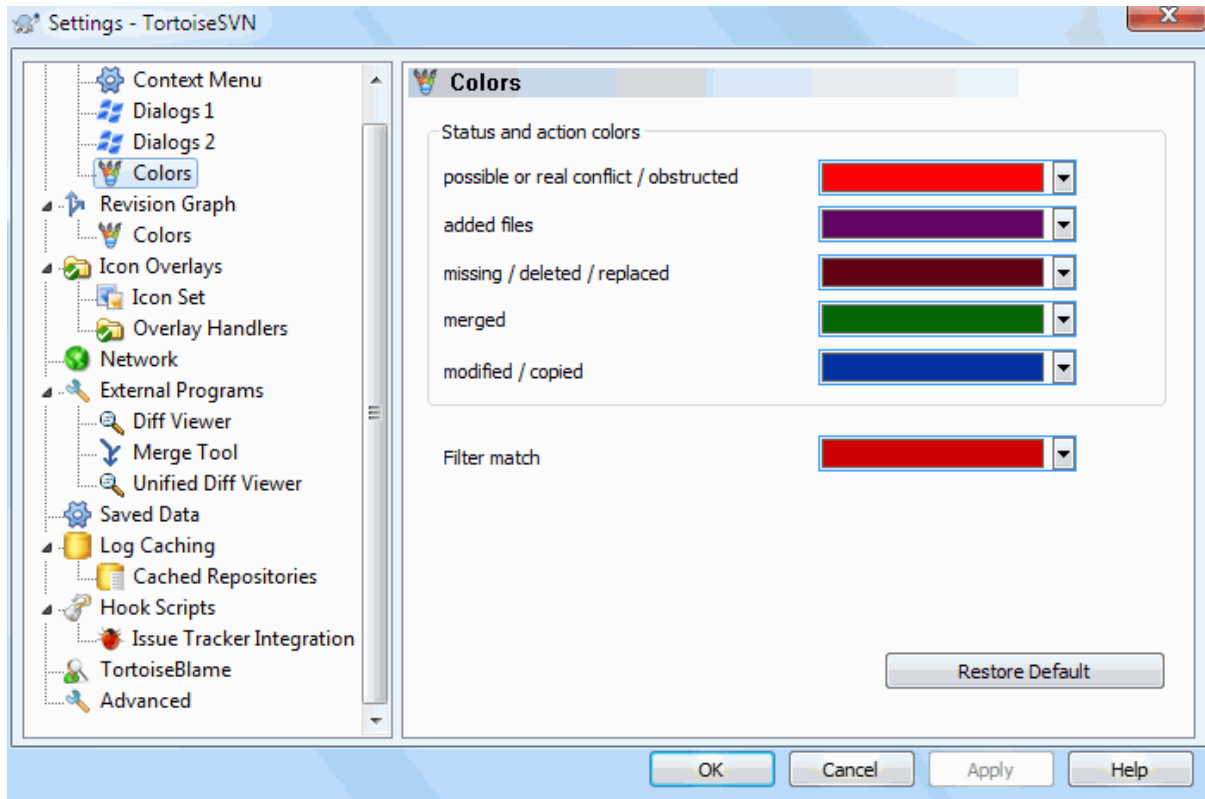 Settings - TortoiseSVN
x
Context Menu
Dialogs 1
Dialogs 2
Colors
Revision Graph
Colors
Icon Overlays
Icon Set
Overlay Handlers
Network
External Programs
Diff Viewer
Merge Tool
Unified Diff Viewer
Saved Data
Log Caching
Cached Repositories
Hook Scripts
Issue Tracker Integration
TortoiseBlame
Advanced
Colors
Status and action colors
possible or real conflict / obstructed
added files
missing / deleted / replaced
merged
modified / copied
Filter match
Restore Default
OK Cancel Apply Help